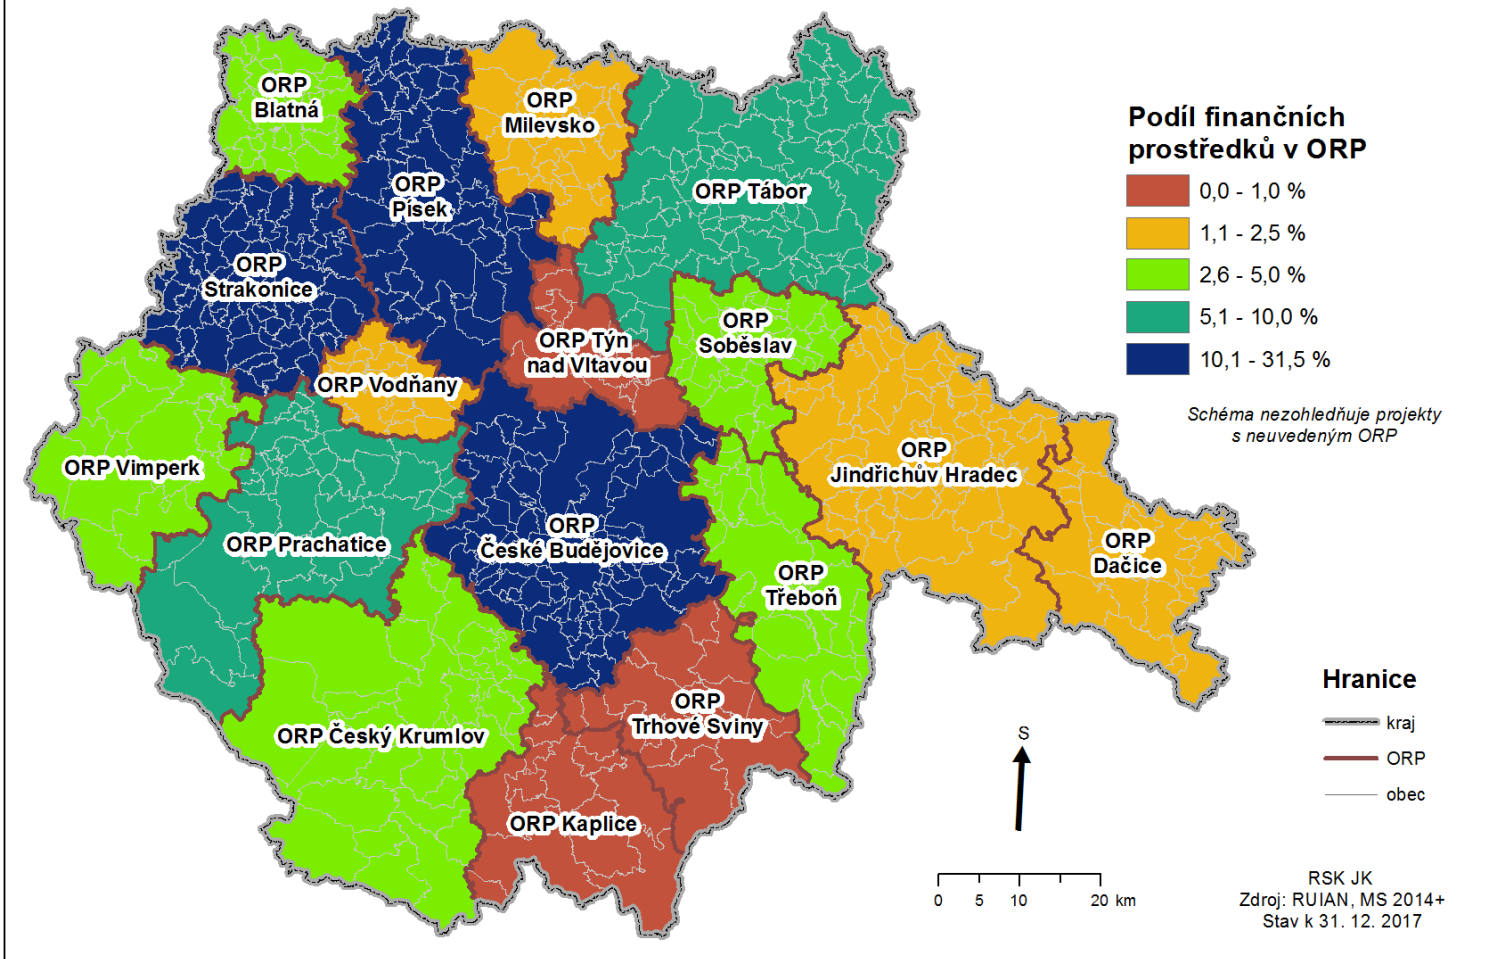 ORP
Blatná
ORP
Milevsko
ORP
Písek
ORP Tábor
ORP
Strakonice
ORP Týn
nad Vltavou
ORP
Soběslav
ORP Vodňany
ORP Vimperk
ORP
Jindřichův Hradec
ORP Prachatice
ORP
České Budějovice
ORP
Dačice
ORP
Třeboň
ORP Český Krumlov
ORP
Trhové Sviny
ORP Kaplice
Podíl finančních
prostředků v ORP
0,0 - 1,0 %
1,1 - 2,5 %
2,6 - 5,0 %
5,1 - 10,0 %
10,1 - 31,5 %
Schéma nezohledňuje projekty
s neuvedeným ORP
Hranice
kraj
ORP
obec
S
0 5 10 20 km
RSK JK
Zdroj: RUIAN, MS 2014+
Stav k 31. 12. 2017